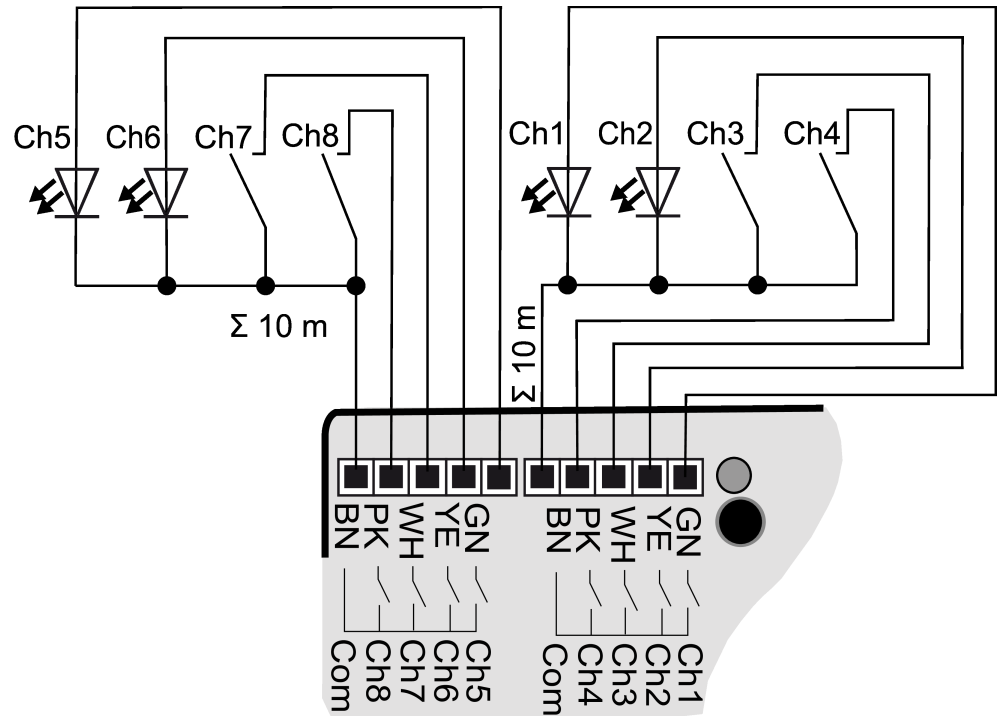 Ch5 Ch6 Ch7 Ch8 Ch1 Ch2 Ch3 Ch4
Σ 10 m
Σ 10 m
BN PK WH YE GN BN PK WH YE GN
Com Ch8 Ch7 Ch6 Ch5 Com Ch4 Ch3 Ch2 Ch1